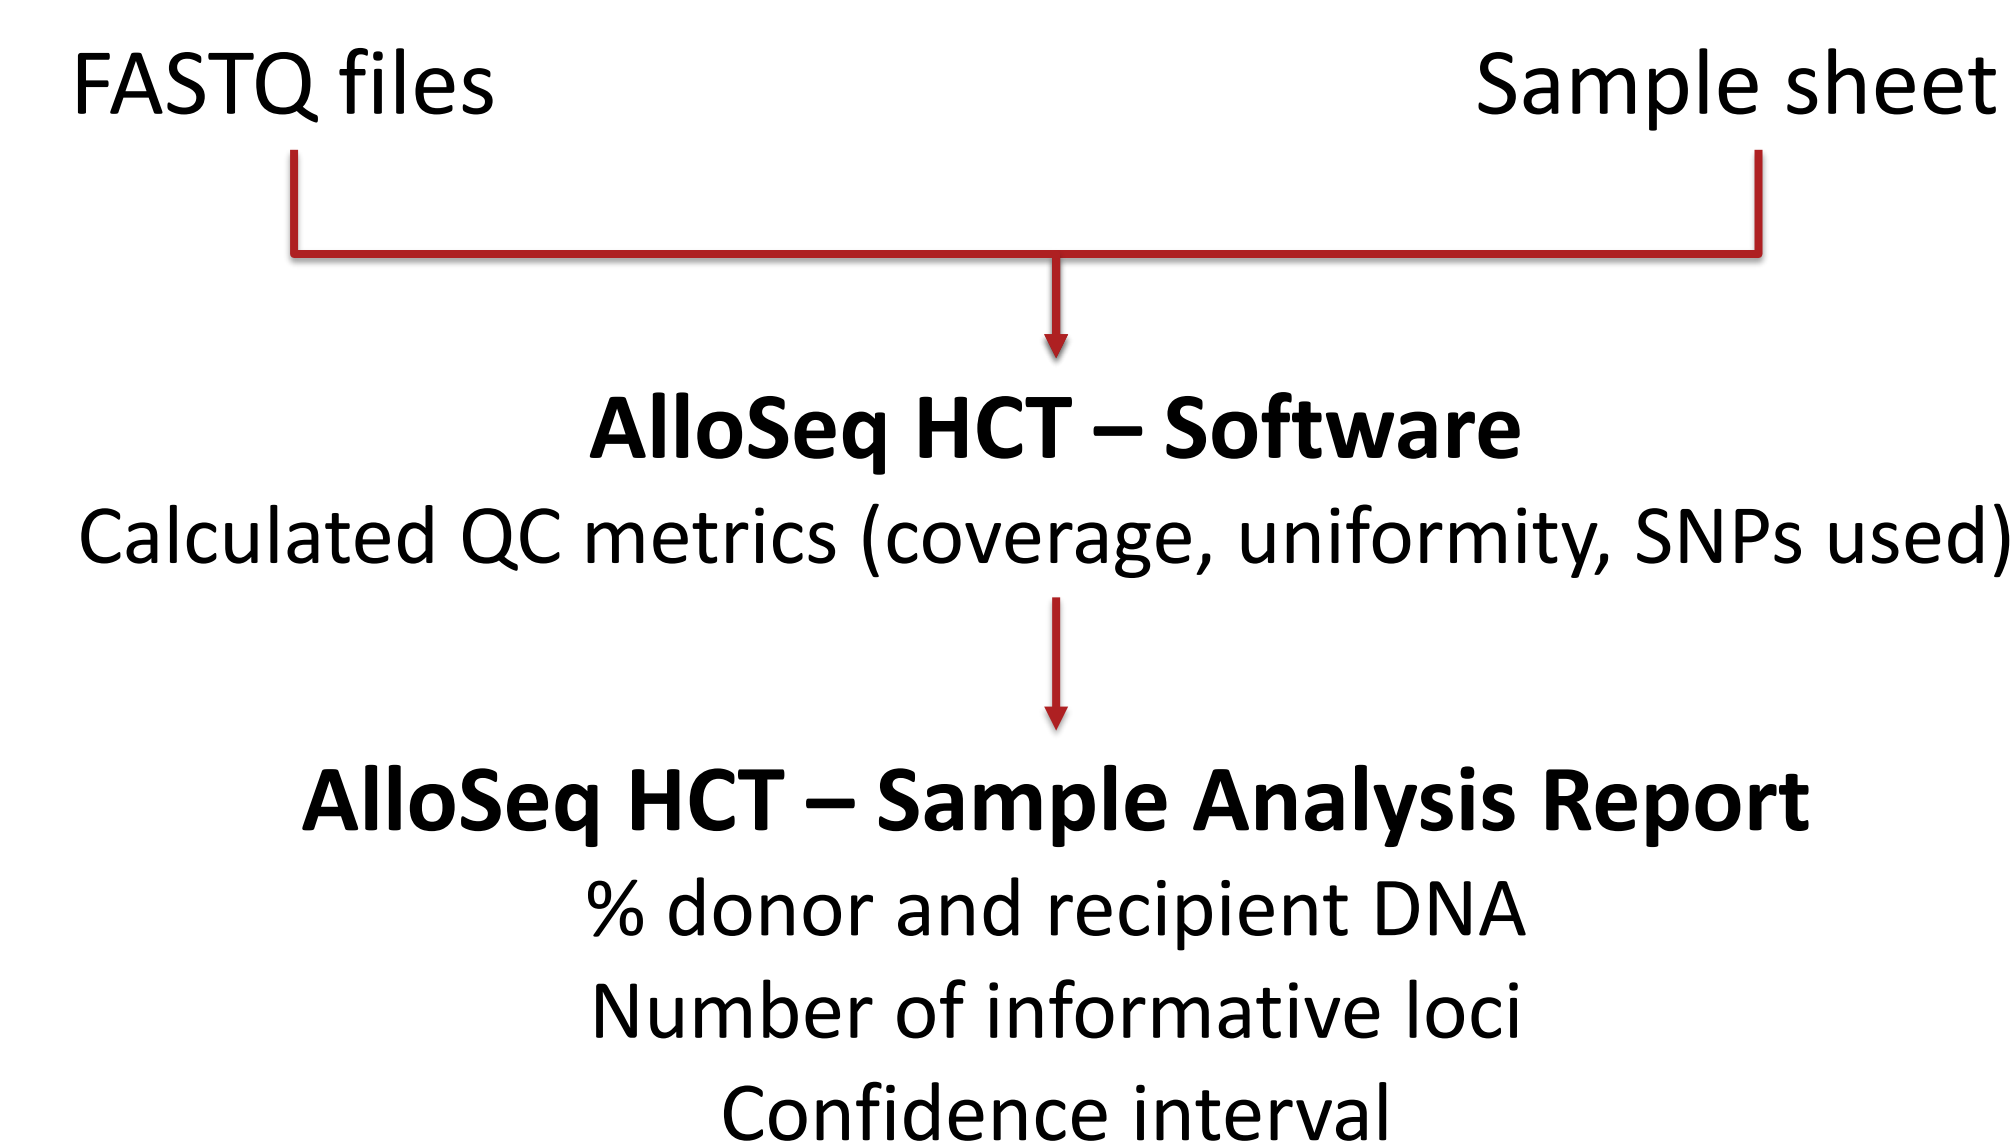 FASTQ files
Sample sheet
AlloSeq HCT – Software
Calculated QC metrics (coverage, uniformity, SNPs used)
AlloSeq HCT – Sample Analysis Report
% donor and recipient DNA
Number of informative loci
Confidence interval